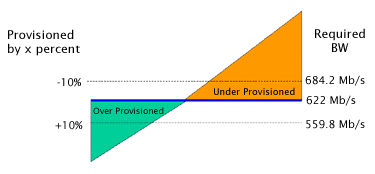 Provisioned
by x percent
Required
BW
-10%
684.2 Mb/s
Under Provisioned
622 Mb/s
Over Provisioned
+10%
559.8 Mb/s